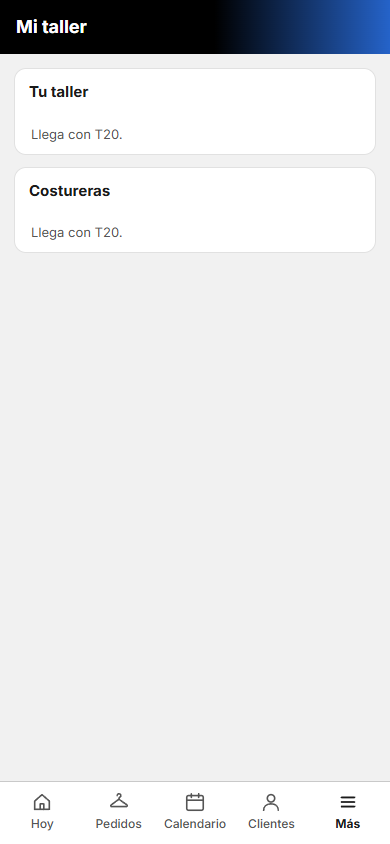 Mi taller
Tu taller
Llega con T20.
Costureras
Llega con T20.
Hoy
Pedidos
Calendario
Clientes
Más